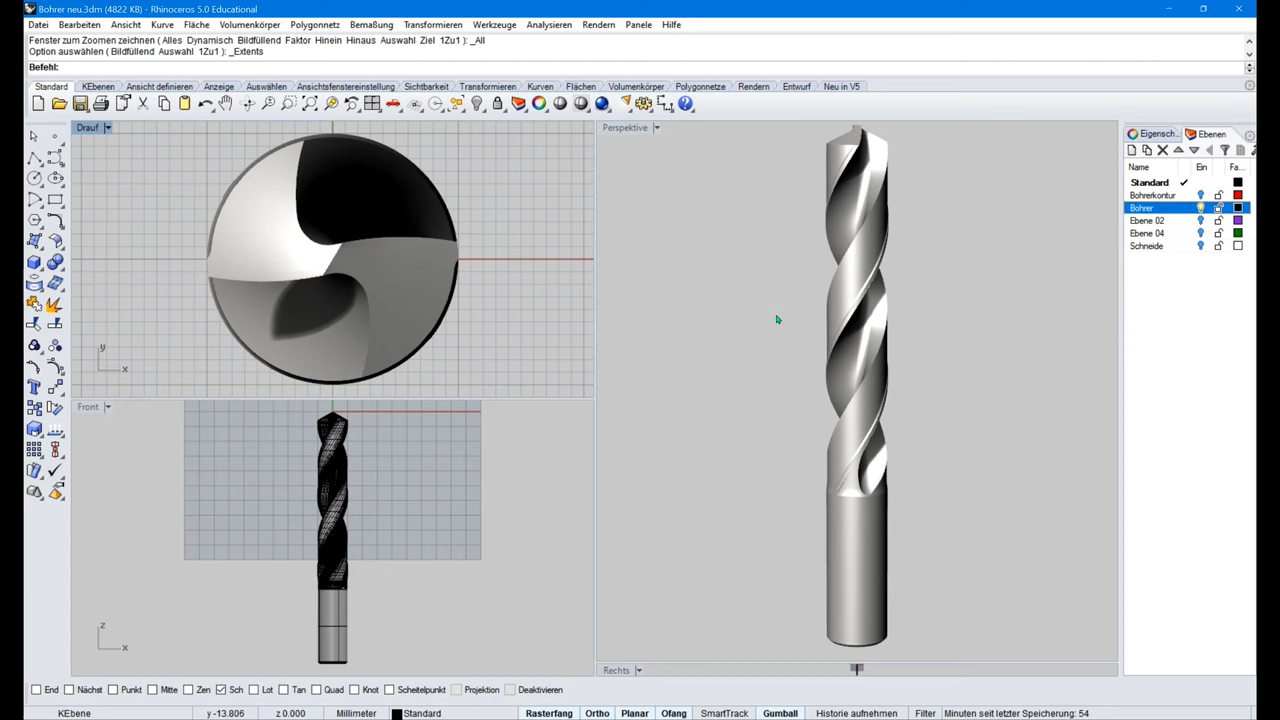 Bohrer neu.3dm (4822 KB) - Rhinoceros 5.0 Educational
Datei Bearbeiten Ansicht Kurve Fläche Volumenkörper Polygonnetz Bemaßung Transformieren Werkzeuge Analysieren Rendern Panele Hilfe
Fenster zum Zoomen zeichnen ( Alles Dynamisch Bildfüllend Faktor Hinein Hinaus Auswahl Ziel 1Zu1 ): _All
Option auswählen ( Bildfüllend Auswahl 1Zu1 ): _Extents
Befehl:
Standard KEbenen Ansicht definieren Anzeige Auswählen Ansichtsfenstereinstellung Sichtbarkeit Transformieren Kurven Flächen Volumenkörper Polygonnetze Rendern Entwurf Neu in V5
Drauf
Perspektive
Eigensch... Ebenen
Name Ein Fa...
Standard
Bohrerkontur
Bohrer
Ebene 02
Ebene 04
Schneide
y
x
Front
z
x
Rechts
End Nächst Punkt Mitte Zen Sch Lot Tan Quad Knot Scheitelpunkt Projektion Deaktivieren
KEbene y -13.806 z 0.000 Millimeter Standard Rasterfang Ortho Planar Ofang SmartTrack Gumball Historie aufnehmen Filter Minuten seit letzter Speicherung: 54